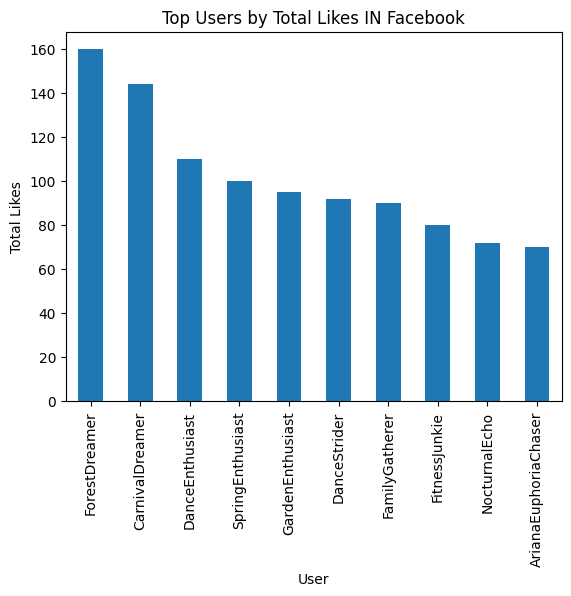 Top Users by Total Likes IN Facebook
Total Likes
160
140
120
100
80
60
40
20
0
ForestDreamer
CarnivalDreamer
DanceEnthusiast
SpringEnthusiast
GardenEnthusiast
DanceStrider
FamilyGatherer
FitnessJunkie
NocturnalEcho
ArianaEuphoriaChaser
User